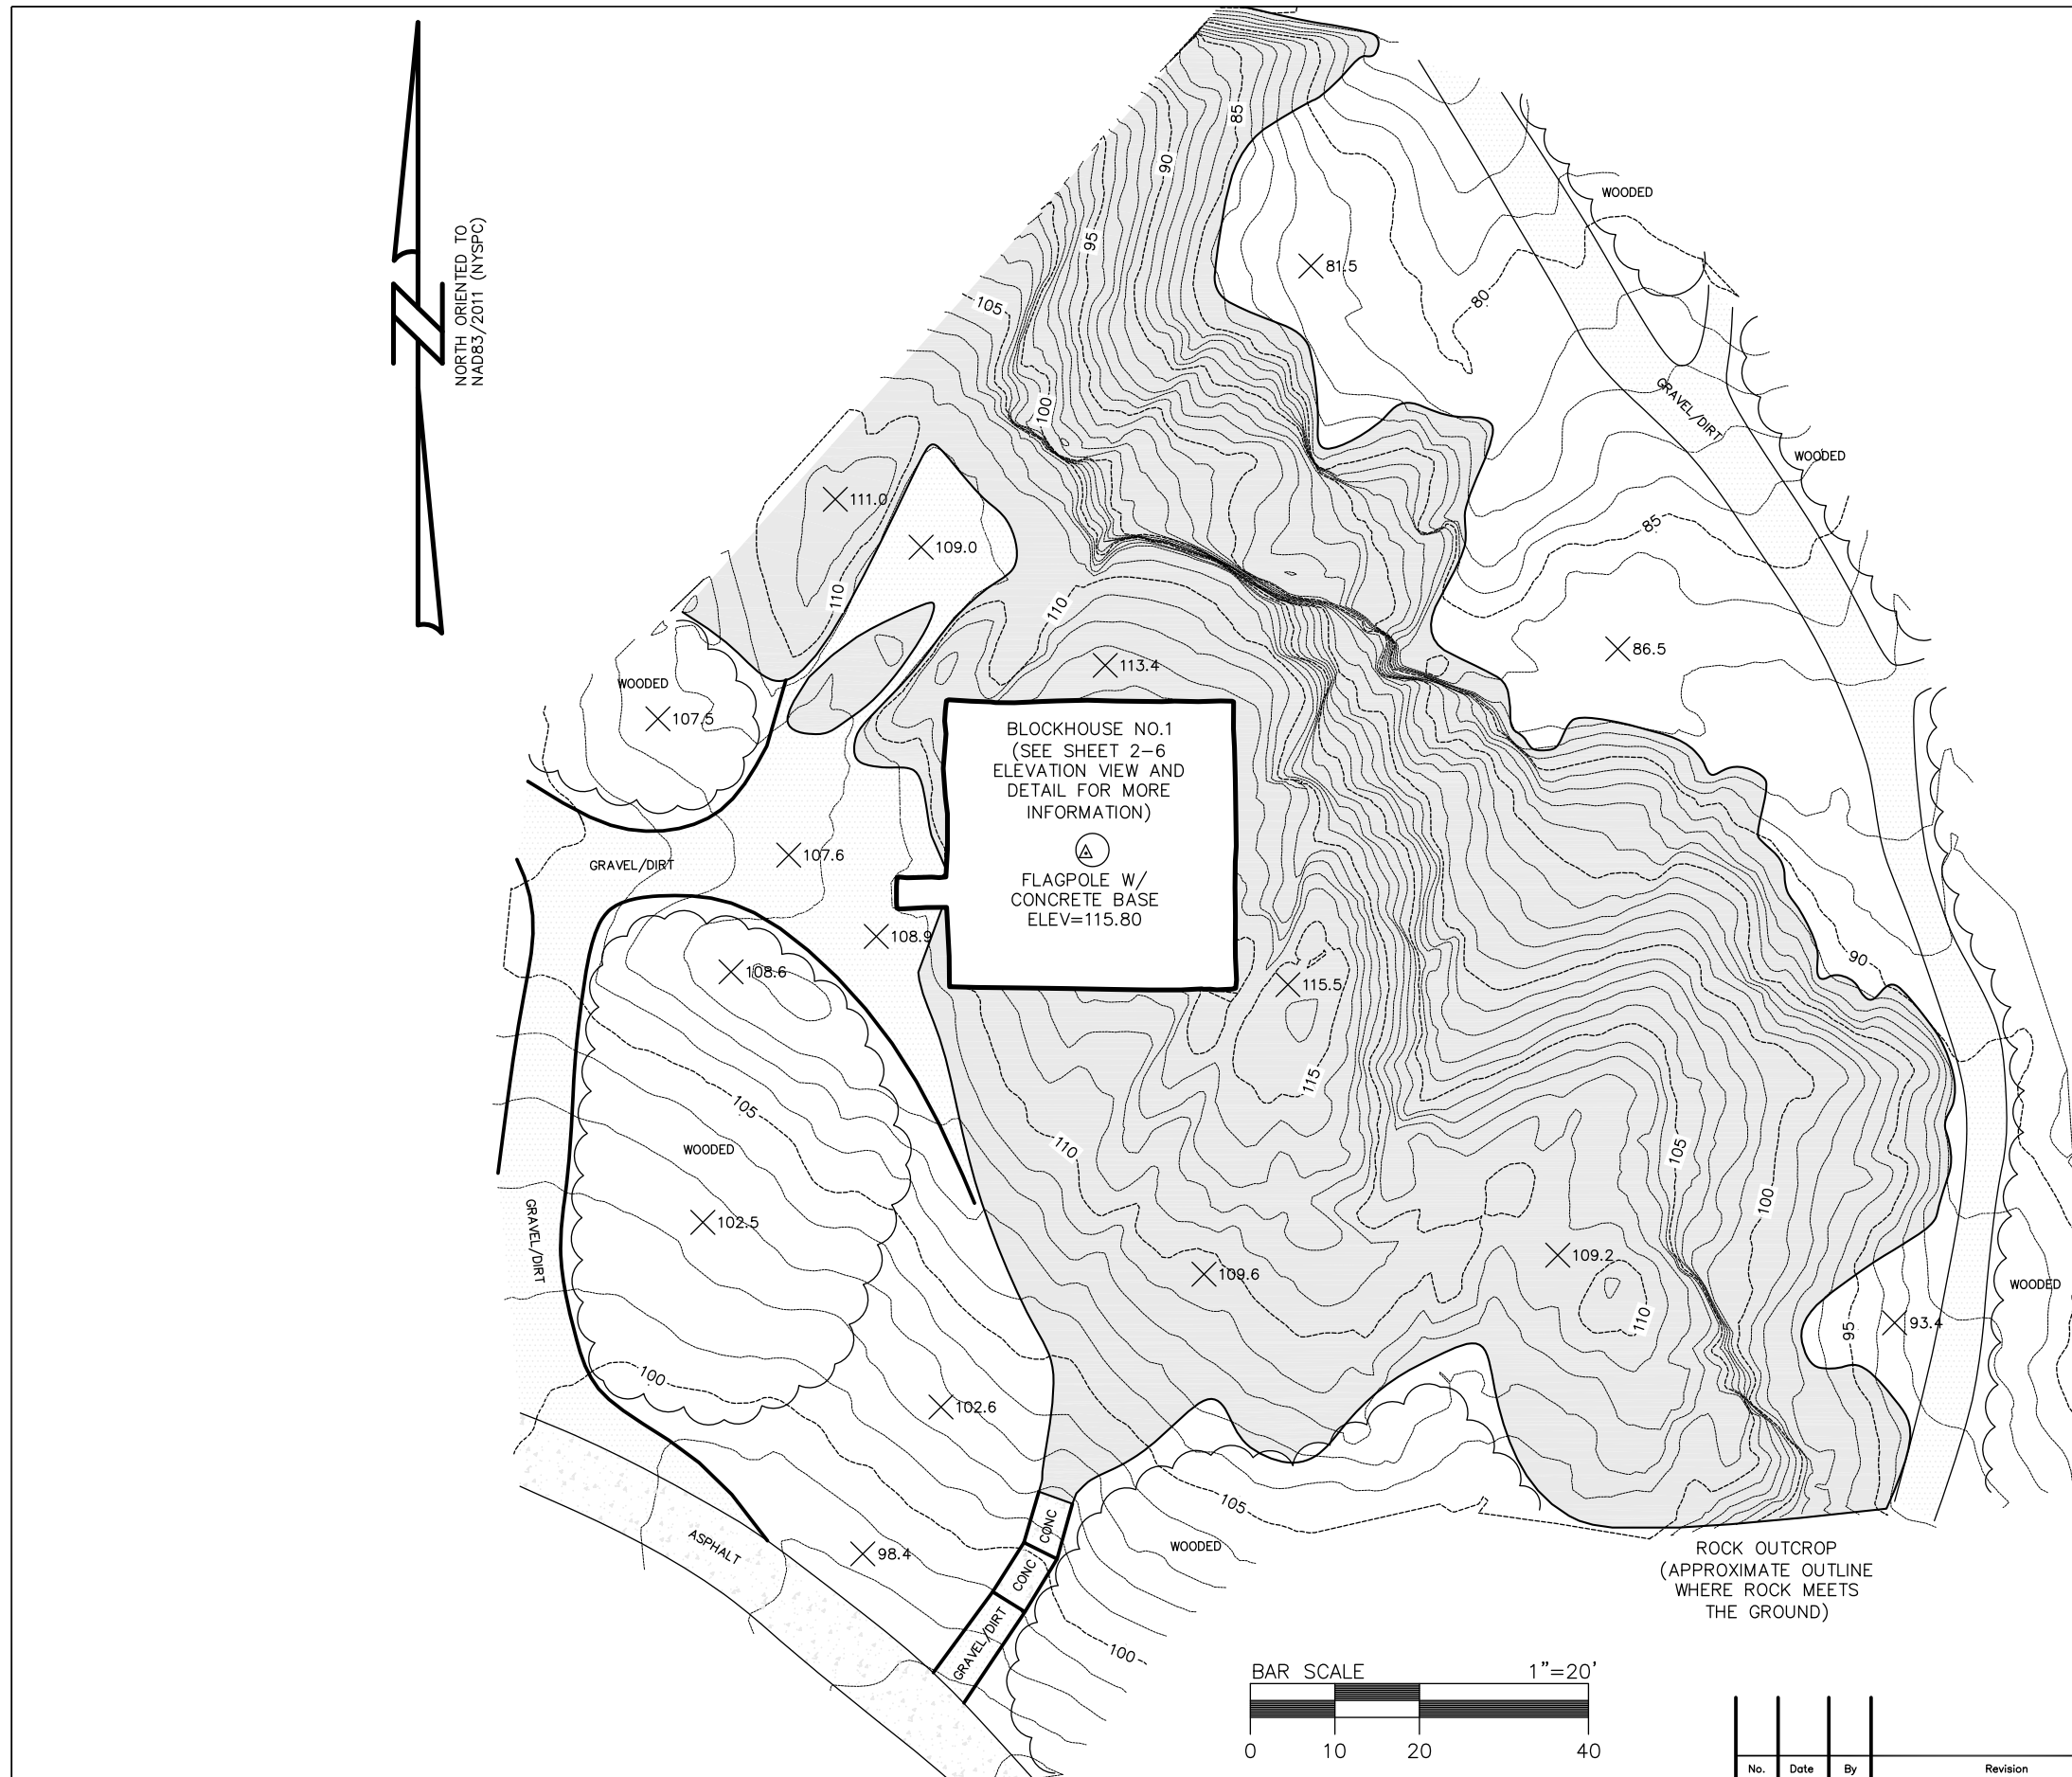 NORTH ORIENTED TO
NAD83/2011 (NYSPC)
85
90
WOODED
95
81.5
80
105
GRAVEL/DIRT
100
WOODED
111.0
85
109.0
110
110
86.5
113.4
WOODED
107.5
BLOCKHOUSE NO.1
(SEE SHEET 2-6
ELEVATION VIEW AND
DETAIL FOR MORE
INFORMATION)
107.6
GRAVEL/DIRT
FLAGPOLE W/
CONCRETE BASE
ELEV=115.80
108.9
90
108.6
115.5
115
105
110
WOODED
105
100
102.5
GRAVEL/DIRT
109.2
109.6
WOODED
110
95
93.4
100
102.6
105
CONC
ASPHALT
WOODED
98.4
CONC
ROCK OUTCROP
(APPROXIMATE OUTLINE
WHERE ROCK MEETS
THE GROUND)
GRAVEL/DIRT
100
BAR SCALE 1"=20'
0 10 20 40
No. Date By Revision